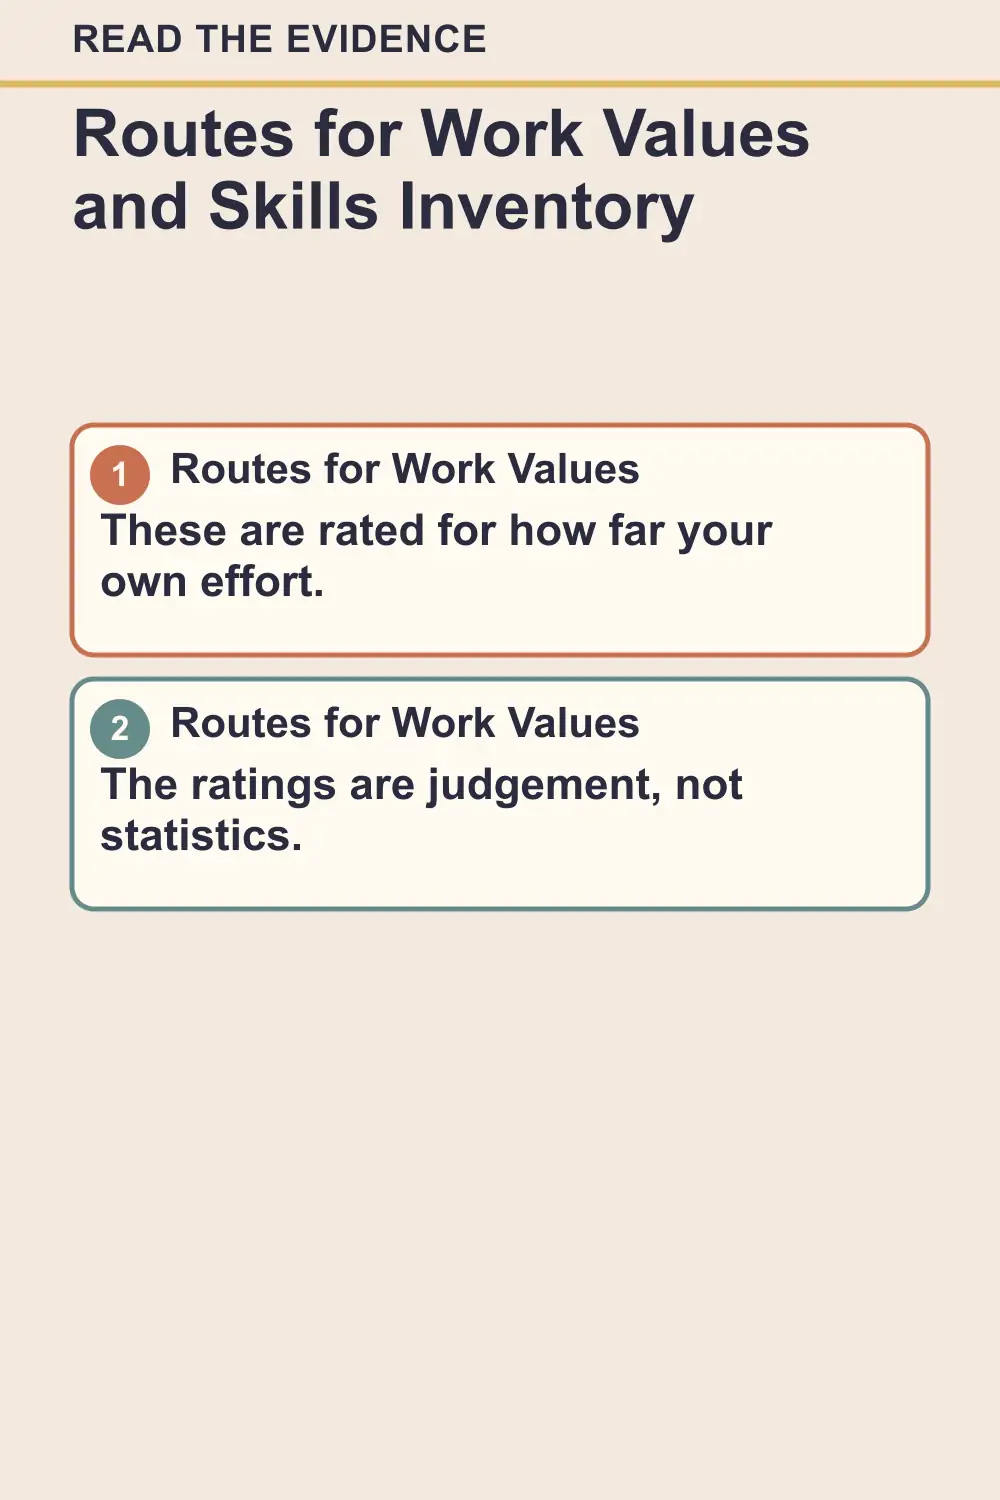 READ THE EVIDENCE
Routes for Work Values
and Skills Inventory
1 Routes for Work Values
These are rated for how far your
own effort.
2 Routes for Work Values
The ratings are judgement, not
statistics.